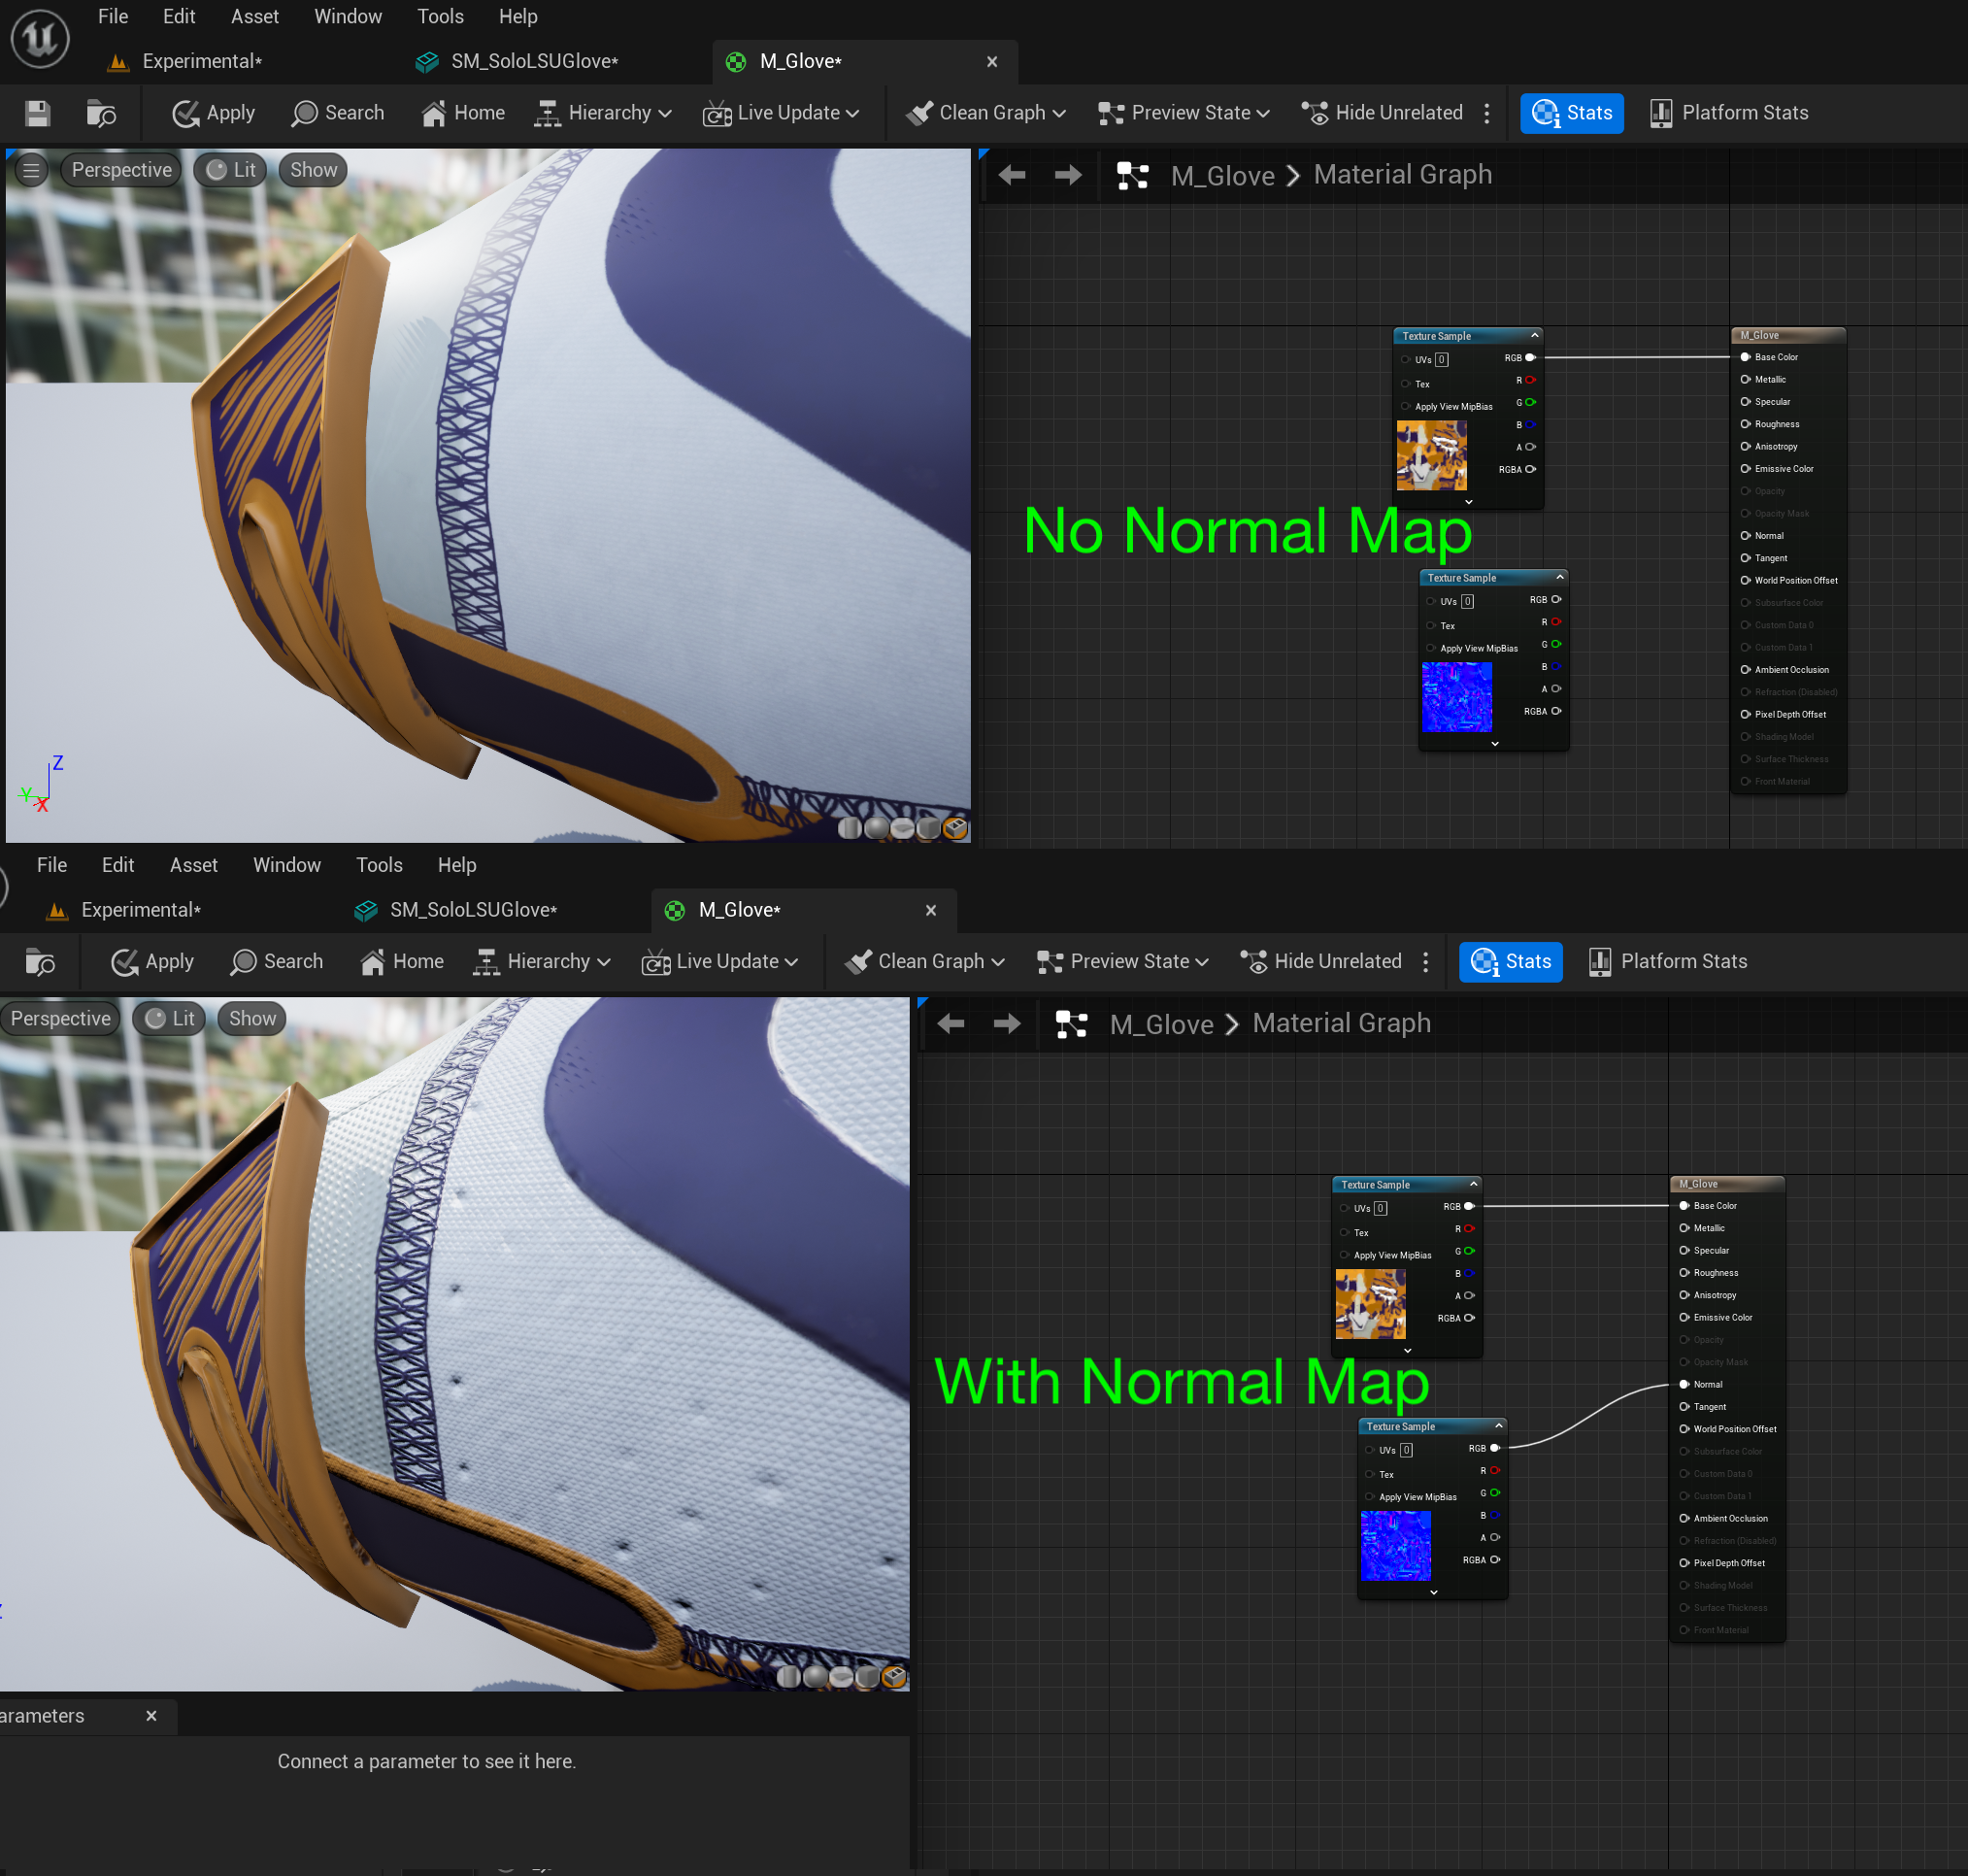 File Edit Asset Window Tools Help
Experimental* SM_SoloLSUGlove* M_Glove*
Apply Search Home Hierarchy Live Update Clean Graph Preview State Hide Unrelated Stats Platform Stats
Perspective Lit Show
M_Glove > Material Graph
Texture Sample
UVs 0 RGB
R
Tex
G
Apply View MipBias
B
A
RGBA
M_Glove
Base Color
Metallic
Specular
Roughness
Anisotropy
Emissive Color
Opacity
Opacity Mask
Normal
Tangent
World Position Offset
Subsurface Color
Custom Data 0
Custom Data 1
Ambient Occlusion
Refraction (Disabled)
Pixel Depth Offset
Shading Model
Surface Thickness
Front Material
No Normal Map
Texture Sample
UVs 0 RGB
R
Tex
G
Apply View MipBias
B
A
RGBA
Z
Y
X
File Edit Asset Window Tools Help
Experimental* SM_SoloLSUGlove* M_Glove*
Apply Search Home Hierarchy Live Update Clean Graph Preview State Hide Unrelated Stats Platform Stats
Perspective Lit Show
M_Glove > Material Graph
Texture Sample
UVs 0 RGB
R
Tex
G
Apply View MipBias
B
A
RGBA
M_Glove
Base Color
Metallic
Specular
Roughness
Anisotropy
Emissive Color
Opacity
Opacity Mask
Normal
Tangent
World Position Offset
Subsurface Color
Custom Data 0
Custom Data 1
Ambient Occlusion
Refraction (Disabled)
Pixel Depth Offset
Shading Model
Surface Thickness
Front Material
With Normal Map
Texture Sample
UVs 0 RGB
R
Tex
G
Apply View MipBias
B
A
RGBA
arameters
Connect a parameter to see it here.